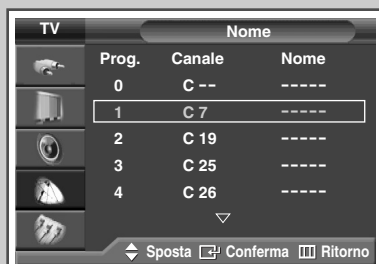 TV Nome
Prog. Canale Nome
0 C -- -----
1 C 7 -----
2 C 19 -----
3 C 25 -----
4 C 26 -----
Sposta Conferma Ritorno